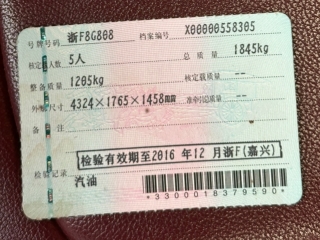 号牌号码 浙F8G808 档案编号 X00000558305
核定载人数 5人 总质量 1845kg
整备质量 1205kg 核定载质量 --
外廓尺寸 4324×1765×1458mm 准牵引总质量 --
备注
检验有效期至2016 年 12 月浙F(嘉兴)
检验记录
汽油
*3300018379590*